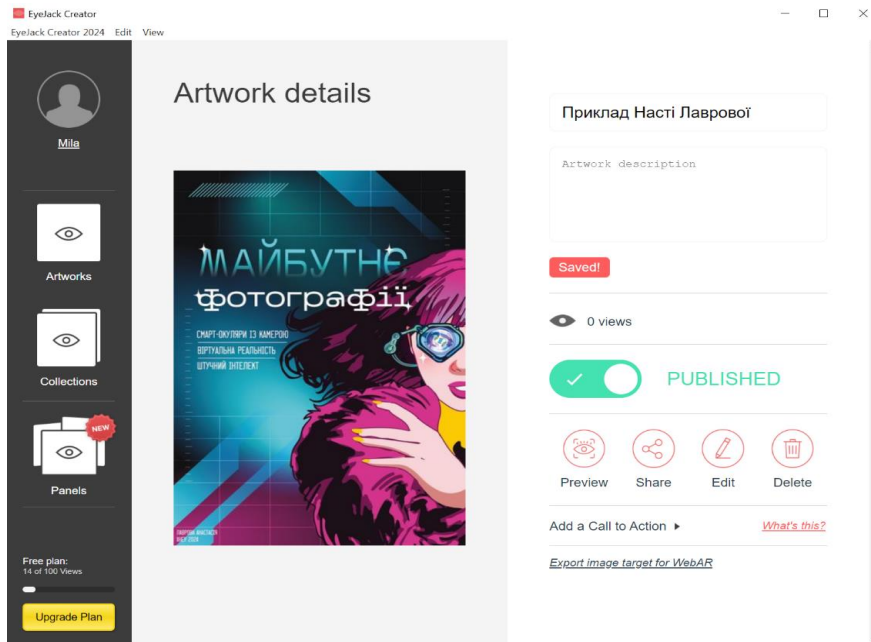 EyeJack Creator
EyeJack Creator 2024 Edit View
Mila
Artworks
Collections
NEW
Panels
Free plan:
14 of 100 Views
Upgrade Plan
Artwork details
МАЙБУТНЄ
фотографії
СМАРТ-ОКУЛЯРИ ІЗ КАМЕРОЮ
ВІРТУАЛЬНА РЕАЛЬНІСТЬ
ШТУЧНИЙ ІНТЕЛЕКТ
Приклад Насті Лаврової
Artwork description
Saved!
0 views
PUBLISHED
Preview Share Edit Delete
Add a Call to Action
What's this?
Export image target for WebAR